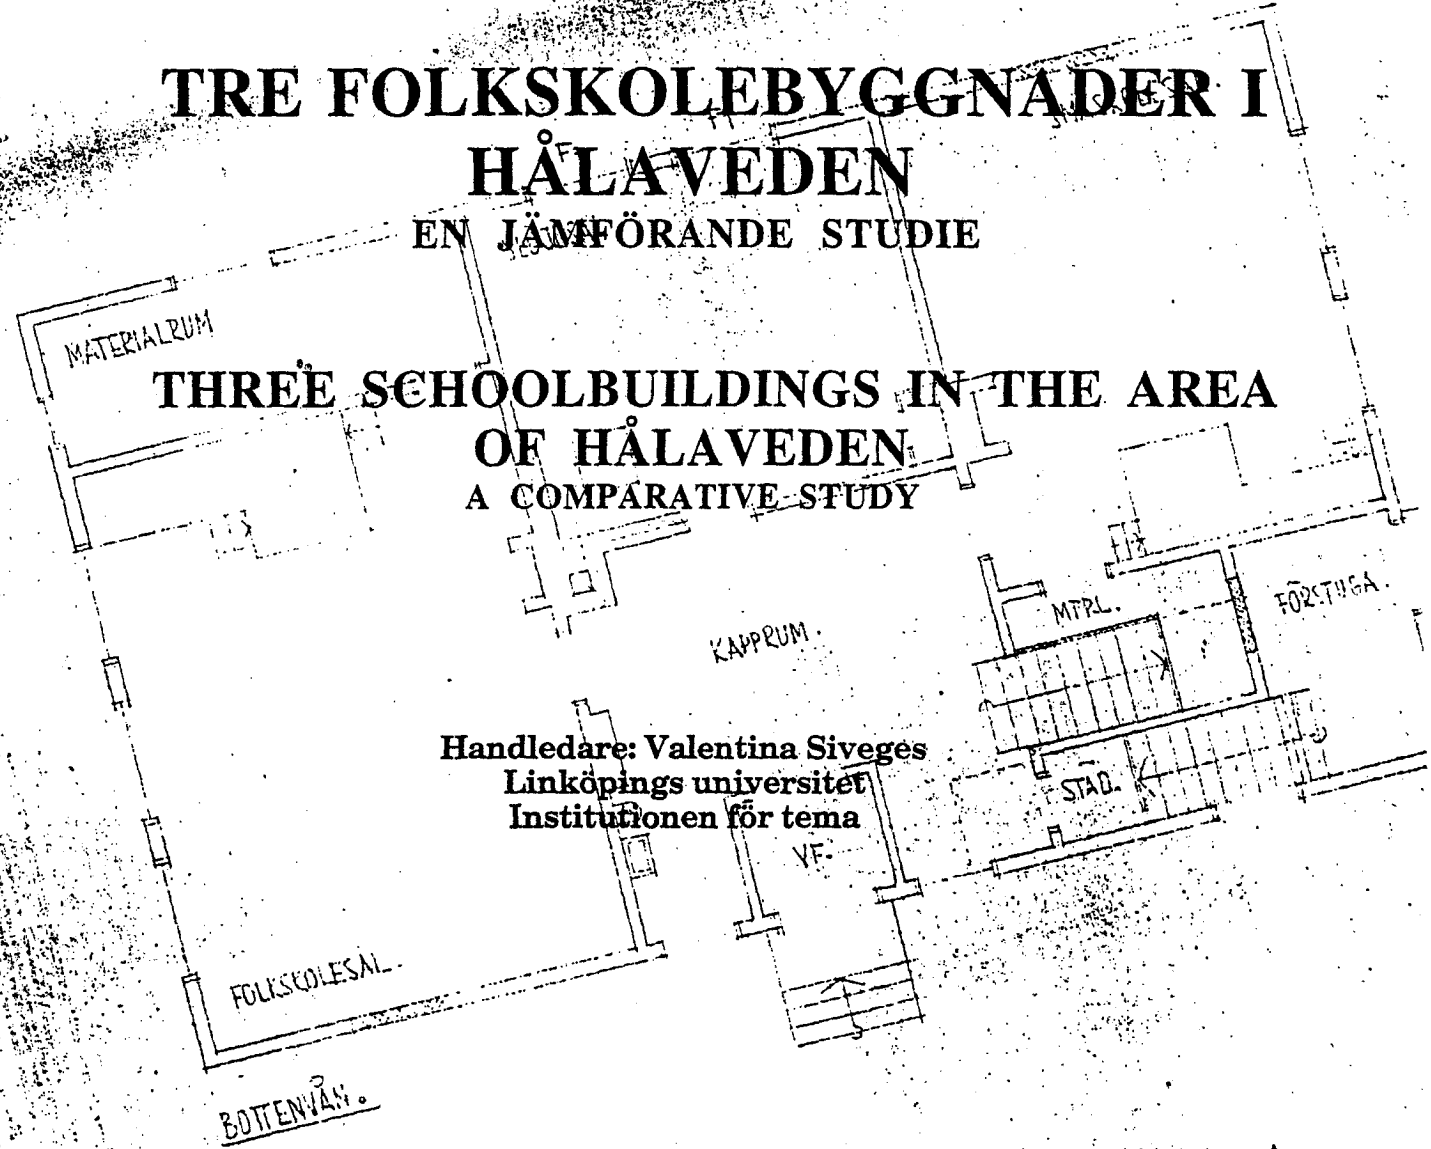 TRE FOLKSKOLEBYGGNADER I
HÅLAVEDEN
EN JÄMFÖRANDE STUDIE
MATERIALRUM
THREE SCHOOLBUILDINGS IN THE AREA
OF HÅLAVEDEN
A COMPARATIVE STUDY
MTRL.
FÖRSTUGA.
KAPPRUM.
Handledare: Valentina Siveges
Linköpings universitet
Institutionen för tema
STÄD.
VF.
FOLKSKOLESAL.
BOTTENVÅN.